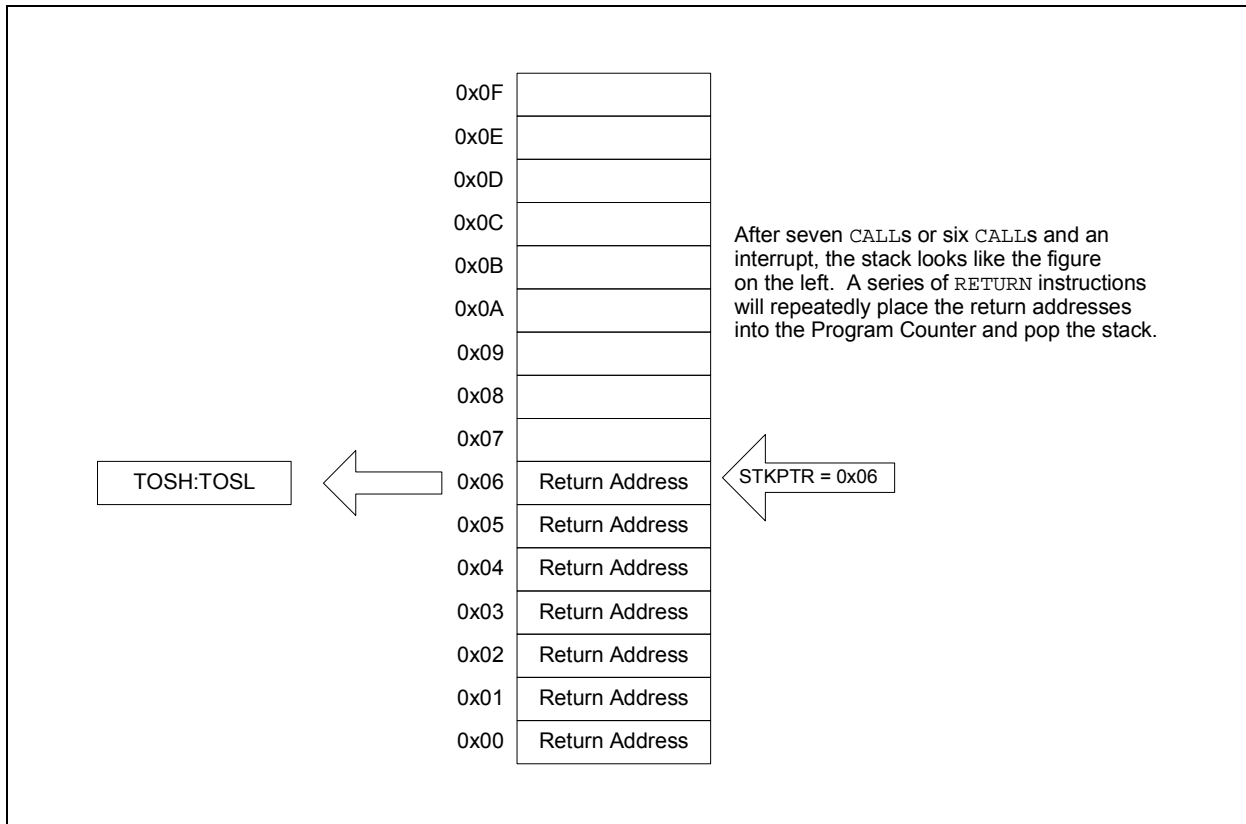 0x0F
0x0E
0x0D
0x0C
0x0B
0x0A
0x09
0x08
0x07
After seven CALLs or six CALLs and an
interrupt, the stack looks like the figure
on the left. A series of RETURN instructions
will repeatedly place the return addresses
into the Program Counter and pop the stack.
TOSH:TOSL
0x06 Return Address
STKPTR = 0x06
0x05 Return Address
0x04 Return Address
0x03 Return Address
0x02 Return Address
0x01 Return Address
0x00 Return Address